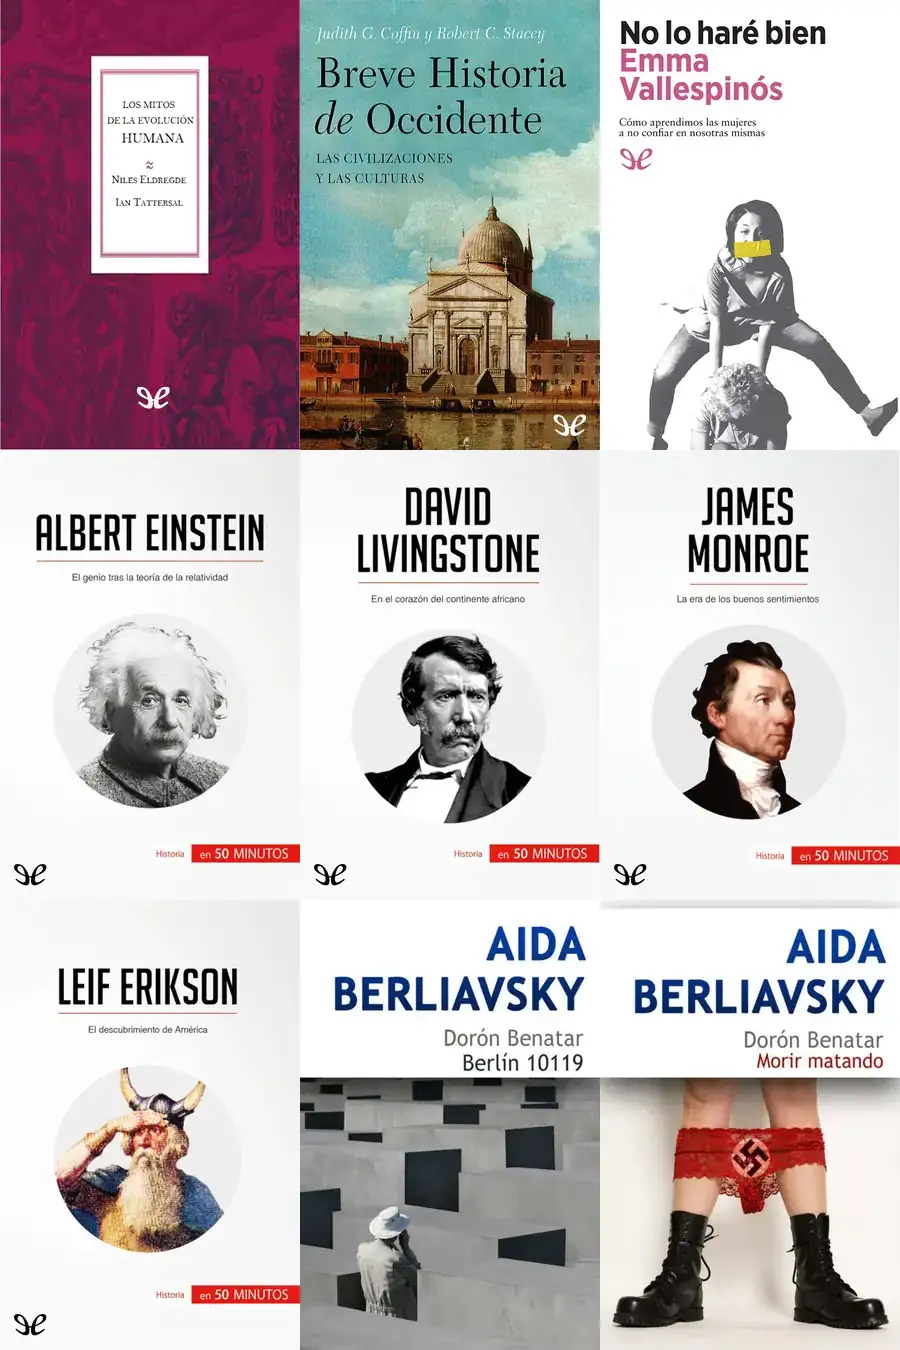 LOS MITOS
DE LA EVOLUCIÓN
HUMANA
Niles Eldregde
Ian Tattersal
Judith G. Coffin y Robert C. Stacey
Breve Historia
de Occidente
LAS CIVILIZACIONES
Y LAS CULTURAS
No lo haré bien
Emma
Vallespinós
Cómo aprendimos las mujeres
a no confiar en nosotras mismas
ALBERT EINSTEIN
El genio tras la teoría de la relatividad
Historia en 50 MINUTOS
DAVID
LIVINGSTONE
En el corazón del continente africano
Historia en 50 MINUTOS
JAMES
MONROE
La era de los buenos sentimientos
Historia en 50 MINUTOS
LEIF ERIKSON
El descubrimiento de América
Historia en 50 MINUTOS
AIDA
BERLIAVSKY
Dorón Benatar
Berlín 10119
AIDA
BERLIAVSKY
Dorón Benatar
Morir matando